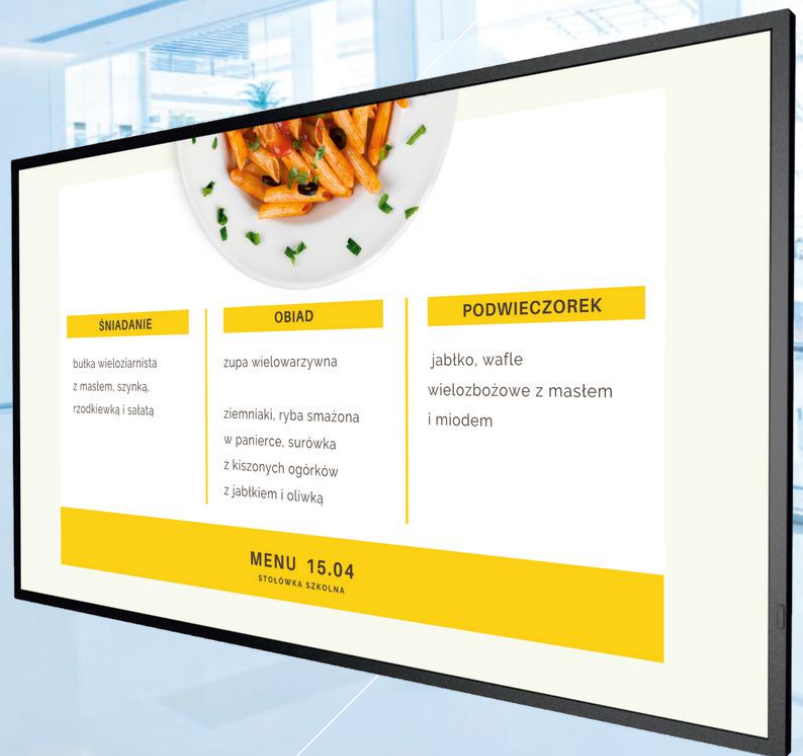 ŚNIADANIE
bułka wieloziarnista
z masłem, szynką,
rzodkiewką i sałatą
OBIAD
zupa wielowarzywna
ziemniaki, ryba smażona
w panierce, surówka
z kiszonych ogórków
z jabłkiem i oliwką
PODWIECZOREK
jabłko, wafle
wielozbożowe z masłem
i miodem
MENU 15.04
STOŁÓWKA SZKOLNA